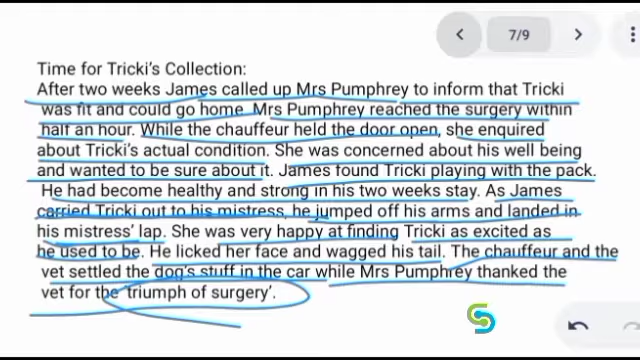 7/9
Time for Tricki's Collection:
After two weeks James called up Mrs Pumphrey to inform that Tricki
was fit and could go home. Mrs Pumphrey reached the surgery within
half an hour. While the chauffeur held the door open, she enquired
about Tricki's actual condition. She was concerned about his well being
and wanted to be sure about it. James found Tricki playing with the pack.
He had become healthy and strong in his two weeks stay. As James
carried Tricki out to his mistress, he jumped off his arms and landed in
his mistress' lap. She was very happy at finding Tricki as excited as
he used to be. He licked her face and wagged his tail. The chauffeur and the
vet settled the dog's stuff in the car while Mrs Pumphrey thanked the
vet for the 'triumph of surgery'.